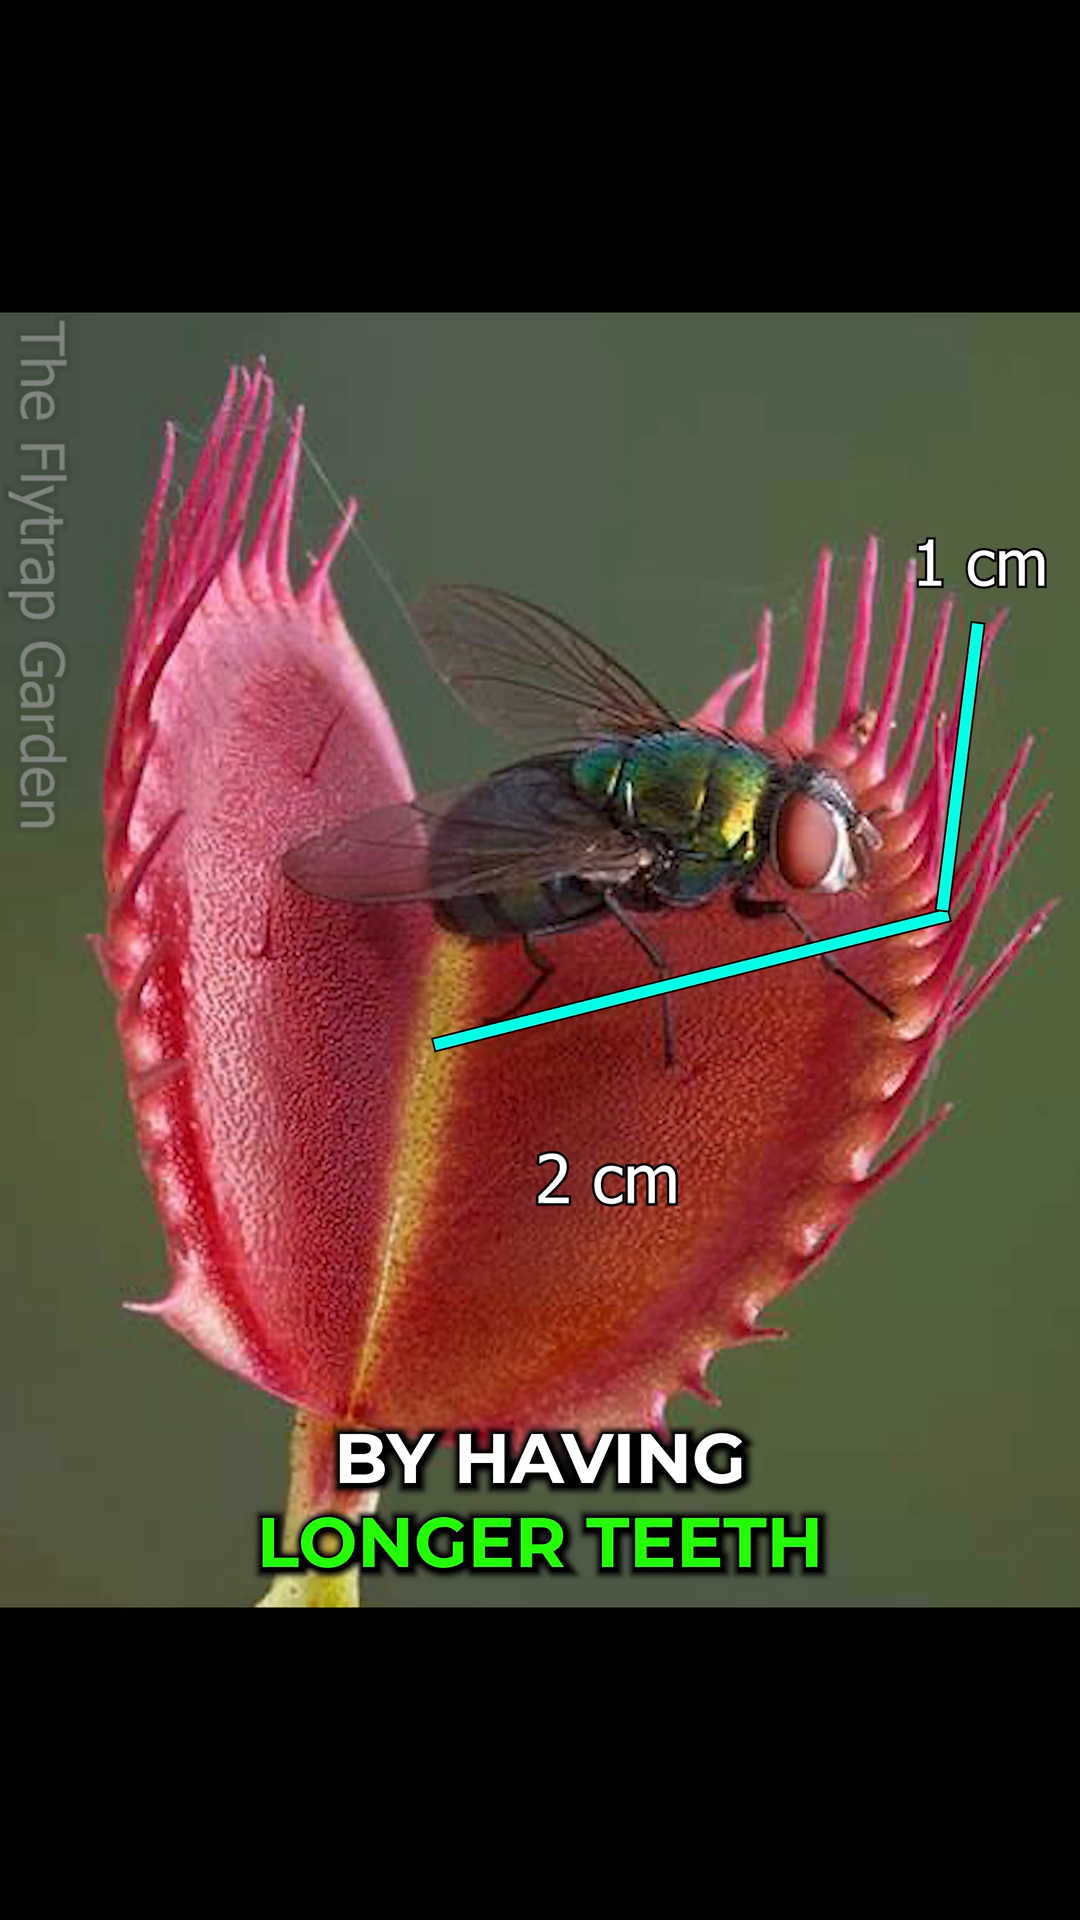 The Flytrap Garden
1 cm
2 cm
BY HAVING
LONGER TEETH